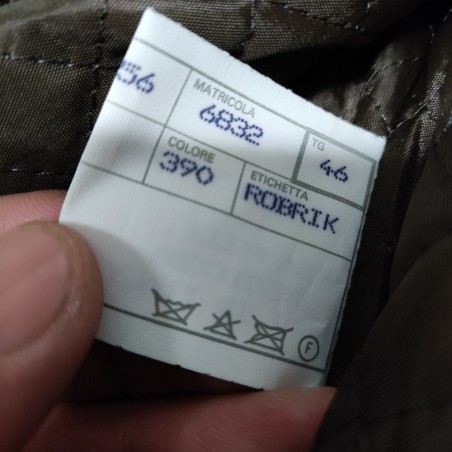 56
MATRICOLA
6832
TG
46
COLORE
390
ETICHETTA
ROBRIK
F